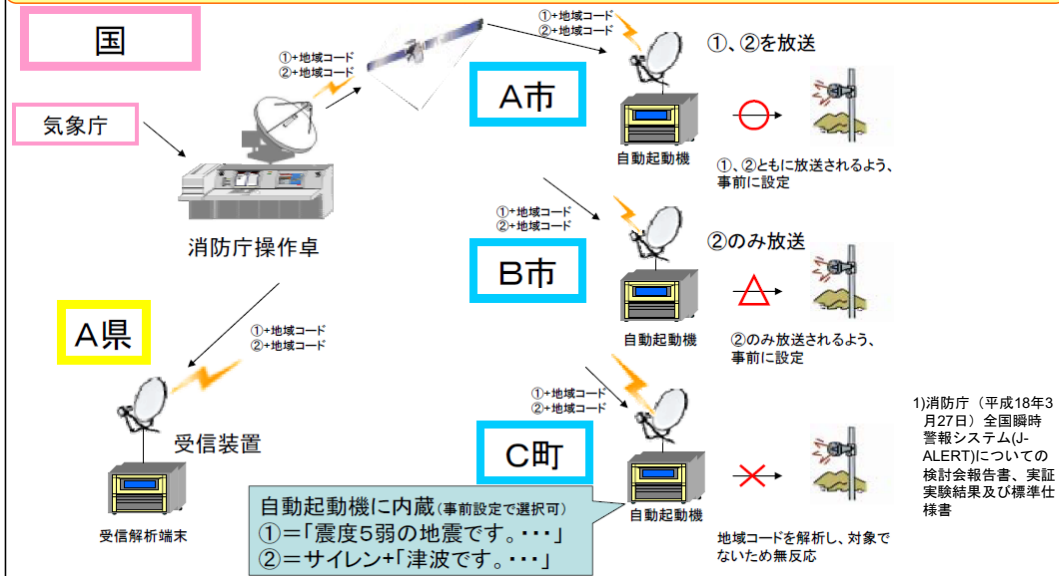 国
気象庁
①+地域コード
②+地域コード
消防庁操作卓
A県
①+地域コード
②+地域コード
受信装置
受信解析端末
①+地域コード
②+地域コード
A市
自動起動機
①、②を放送
①、②ともに放送されるよう、
事前に設定
①+地域コード
②+地域コード
B市
自動起動機
②のみ放送
②のみ放送されるよう、
事前に設定
①+地域コード
②+地域コード
C町
自動起動機
地域コードを解析し、対象で
ないため無反応
自動起動機に内蔵(事前設定で選択可)
①＝「震度5弱の地震です。・・・」
②＝サイレン+「津波です。・・・」
1)消防庁（平成18年3
月27日）全国瞬時
警報システム(J-
ALERT)についての
検討会報告書、実証
実験結果及び標準仕
様書